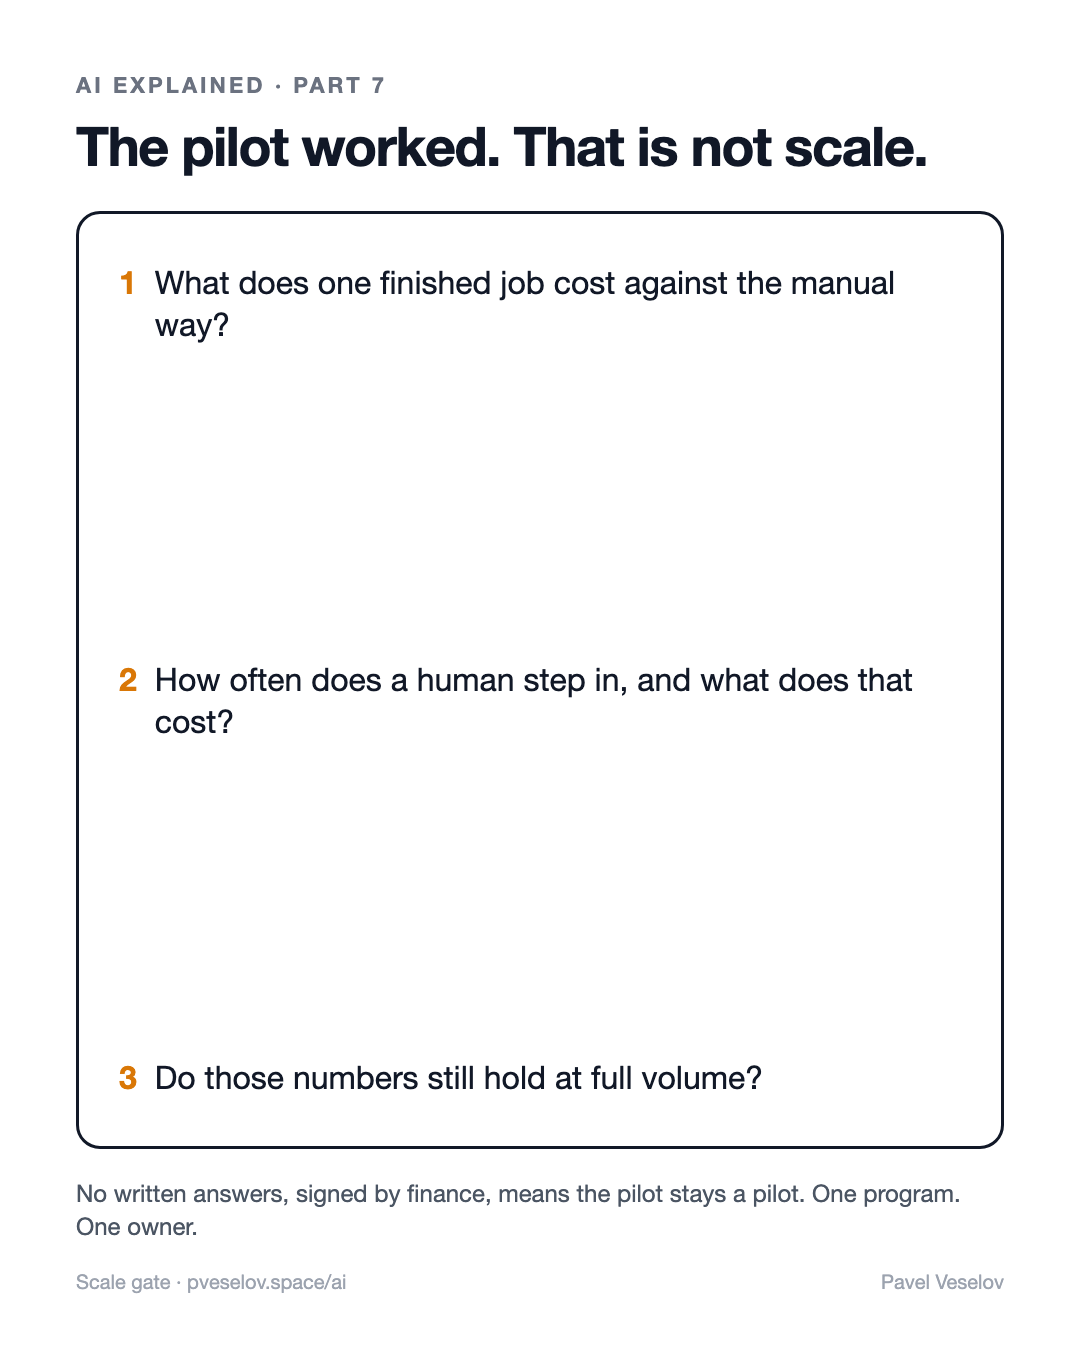 AI EXPLAINED · PART 7
The pilot worked. That is not scale.
1 What does one finished job cost against the manual
way?
2 How often does a human step in, and what does that
cost?
3 Do those numbers still hold at full volume?
No written answers, signed by finance, means the pilot stays a pilot. One program.
One owner.
Scale gate · pveselov.space/ai
Pavel Veselov